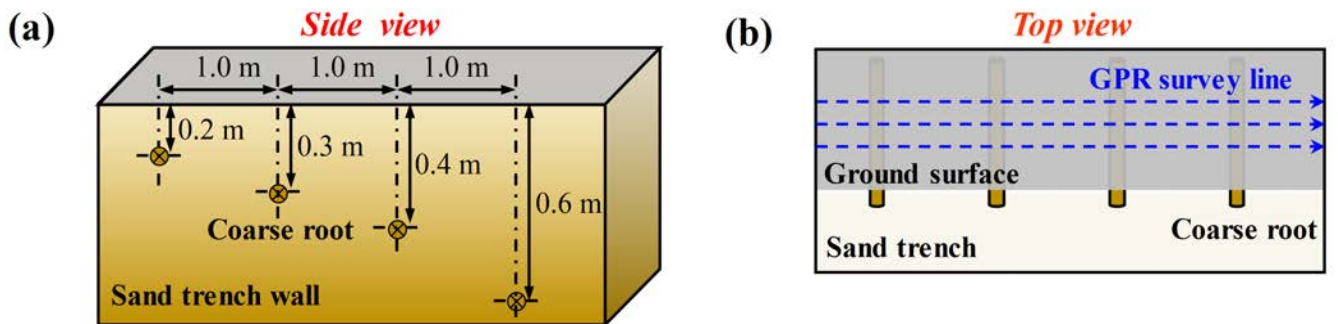 (a)
Side view
1.0 m
1.0 m
1.0 m
0.2 m
0.3 m
0.4 m
0.6 m
Coarse root
Sand trench wall
(b)
Top view
GPR survey line
Ground surface
Coarse root
Sand trench